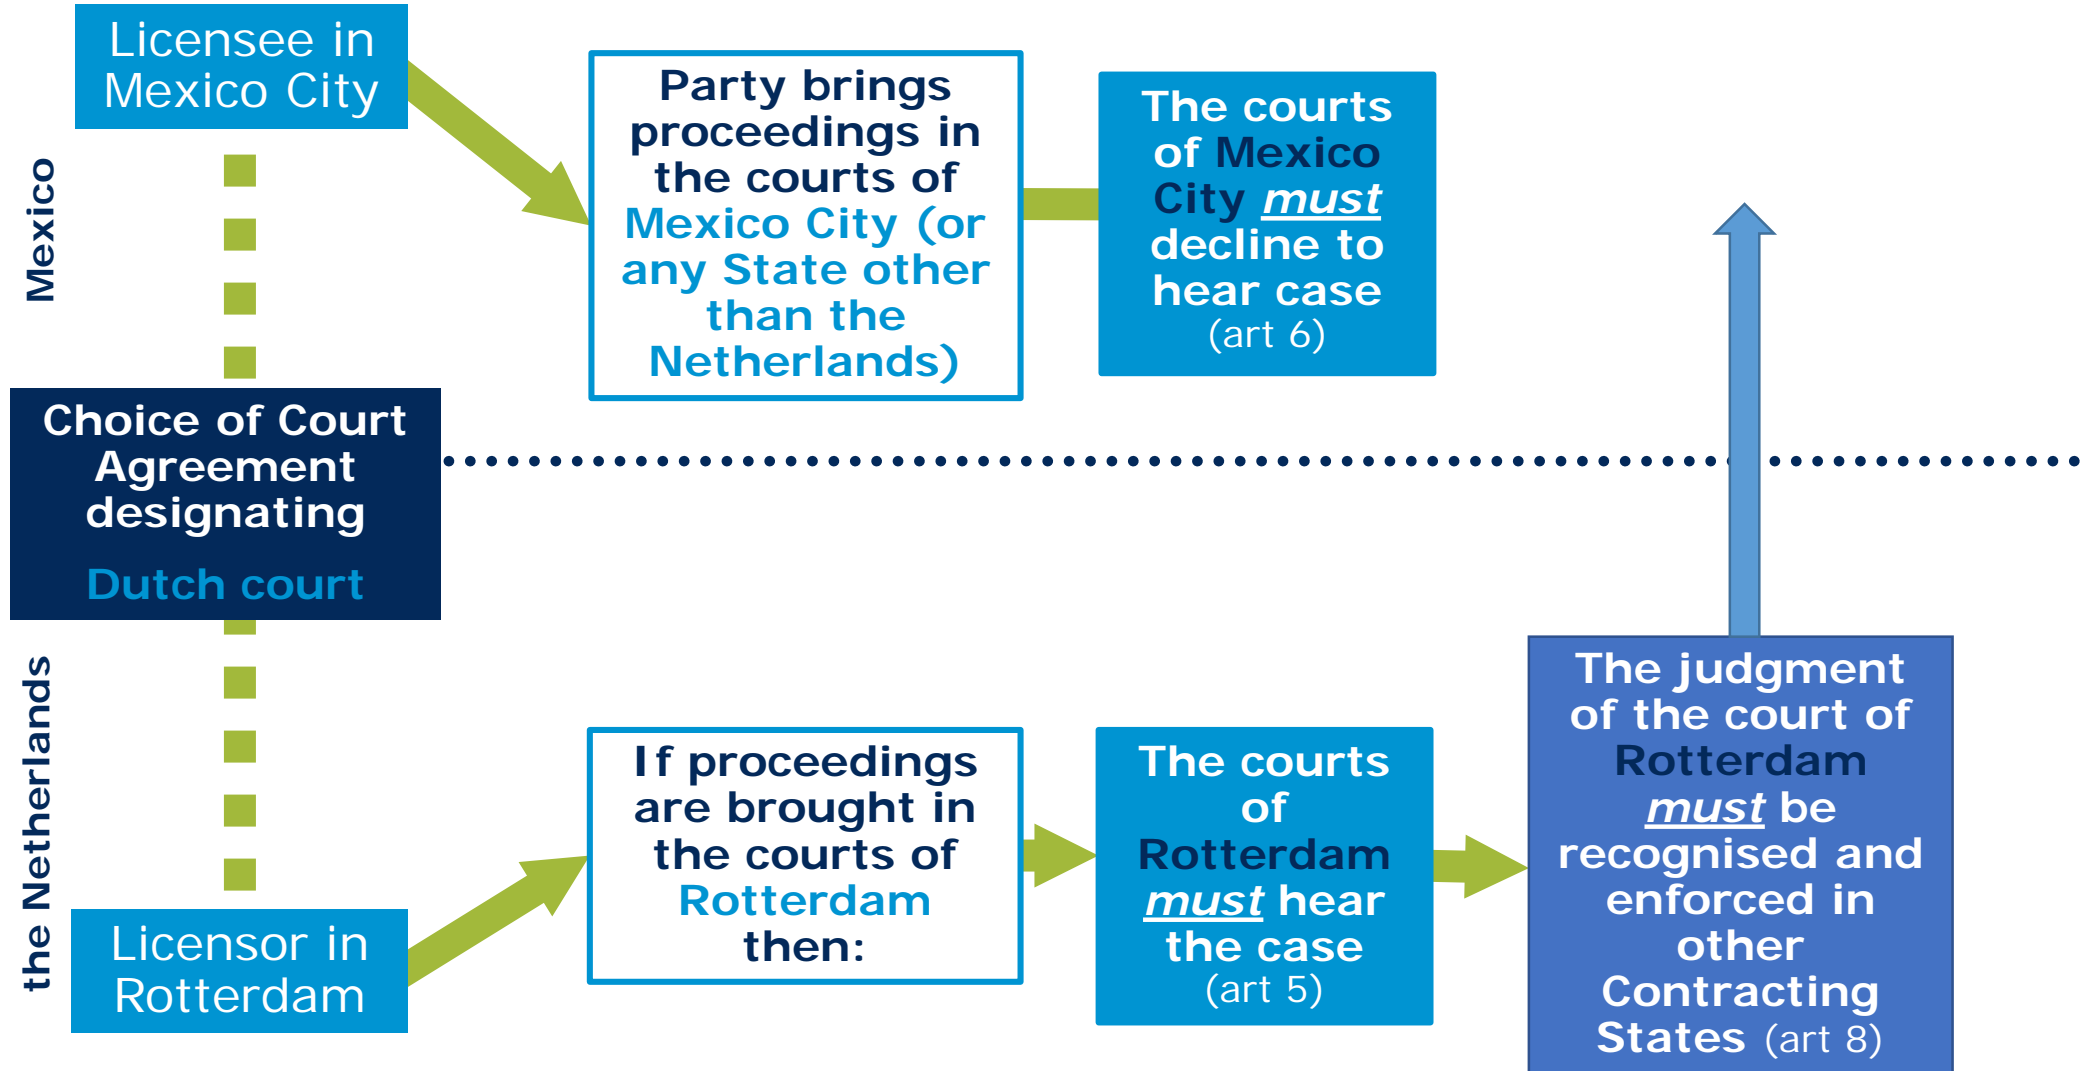 Licensee in
Mexico City
Mexico
Party brings
proceedings in
the courts of
Mexico City (or
any State other
than the
Netherlands)
The courts
of Mexico
City must
decline to
hear case
(art 6)
Choice of Court
Agreement
designating
Dutch court
the Netherlands
Licensor in
Rotterdam
If proceedings
are brought in
the courts of
Rotterdam
then:
The courts
of
Rotterdam
must hear
the case
(art 5)
The judgment
of the court of
Rotterdam
must be
recognised and
enforced in
other
Contracting
States (art 8)